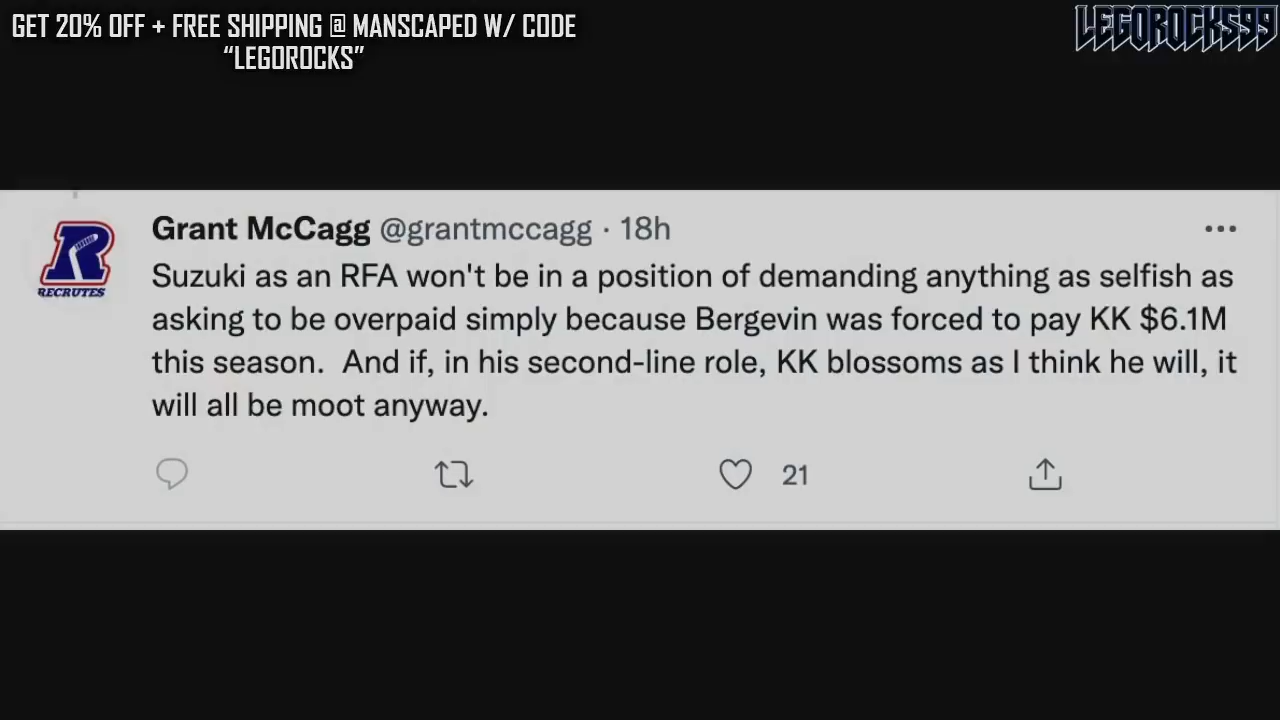 GET 20% OFF + FREE SHIPPING @ MANSCAPED W/ CODE
“LEGOROCKS”
LEGOROCKS99
Grant McCagg @grantmccagg · 18h
Suzuki as an RFA won't be in a position of demanding anything as selfish as
asking to be overpaid simply because Bergevin was forced to pay KK $6.1M
this season.  And if, in his second-line role, KK blossoms as I think he will, it
will all be moot anyway.
RECRUTES
21